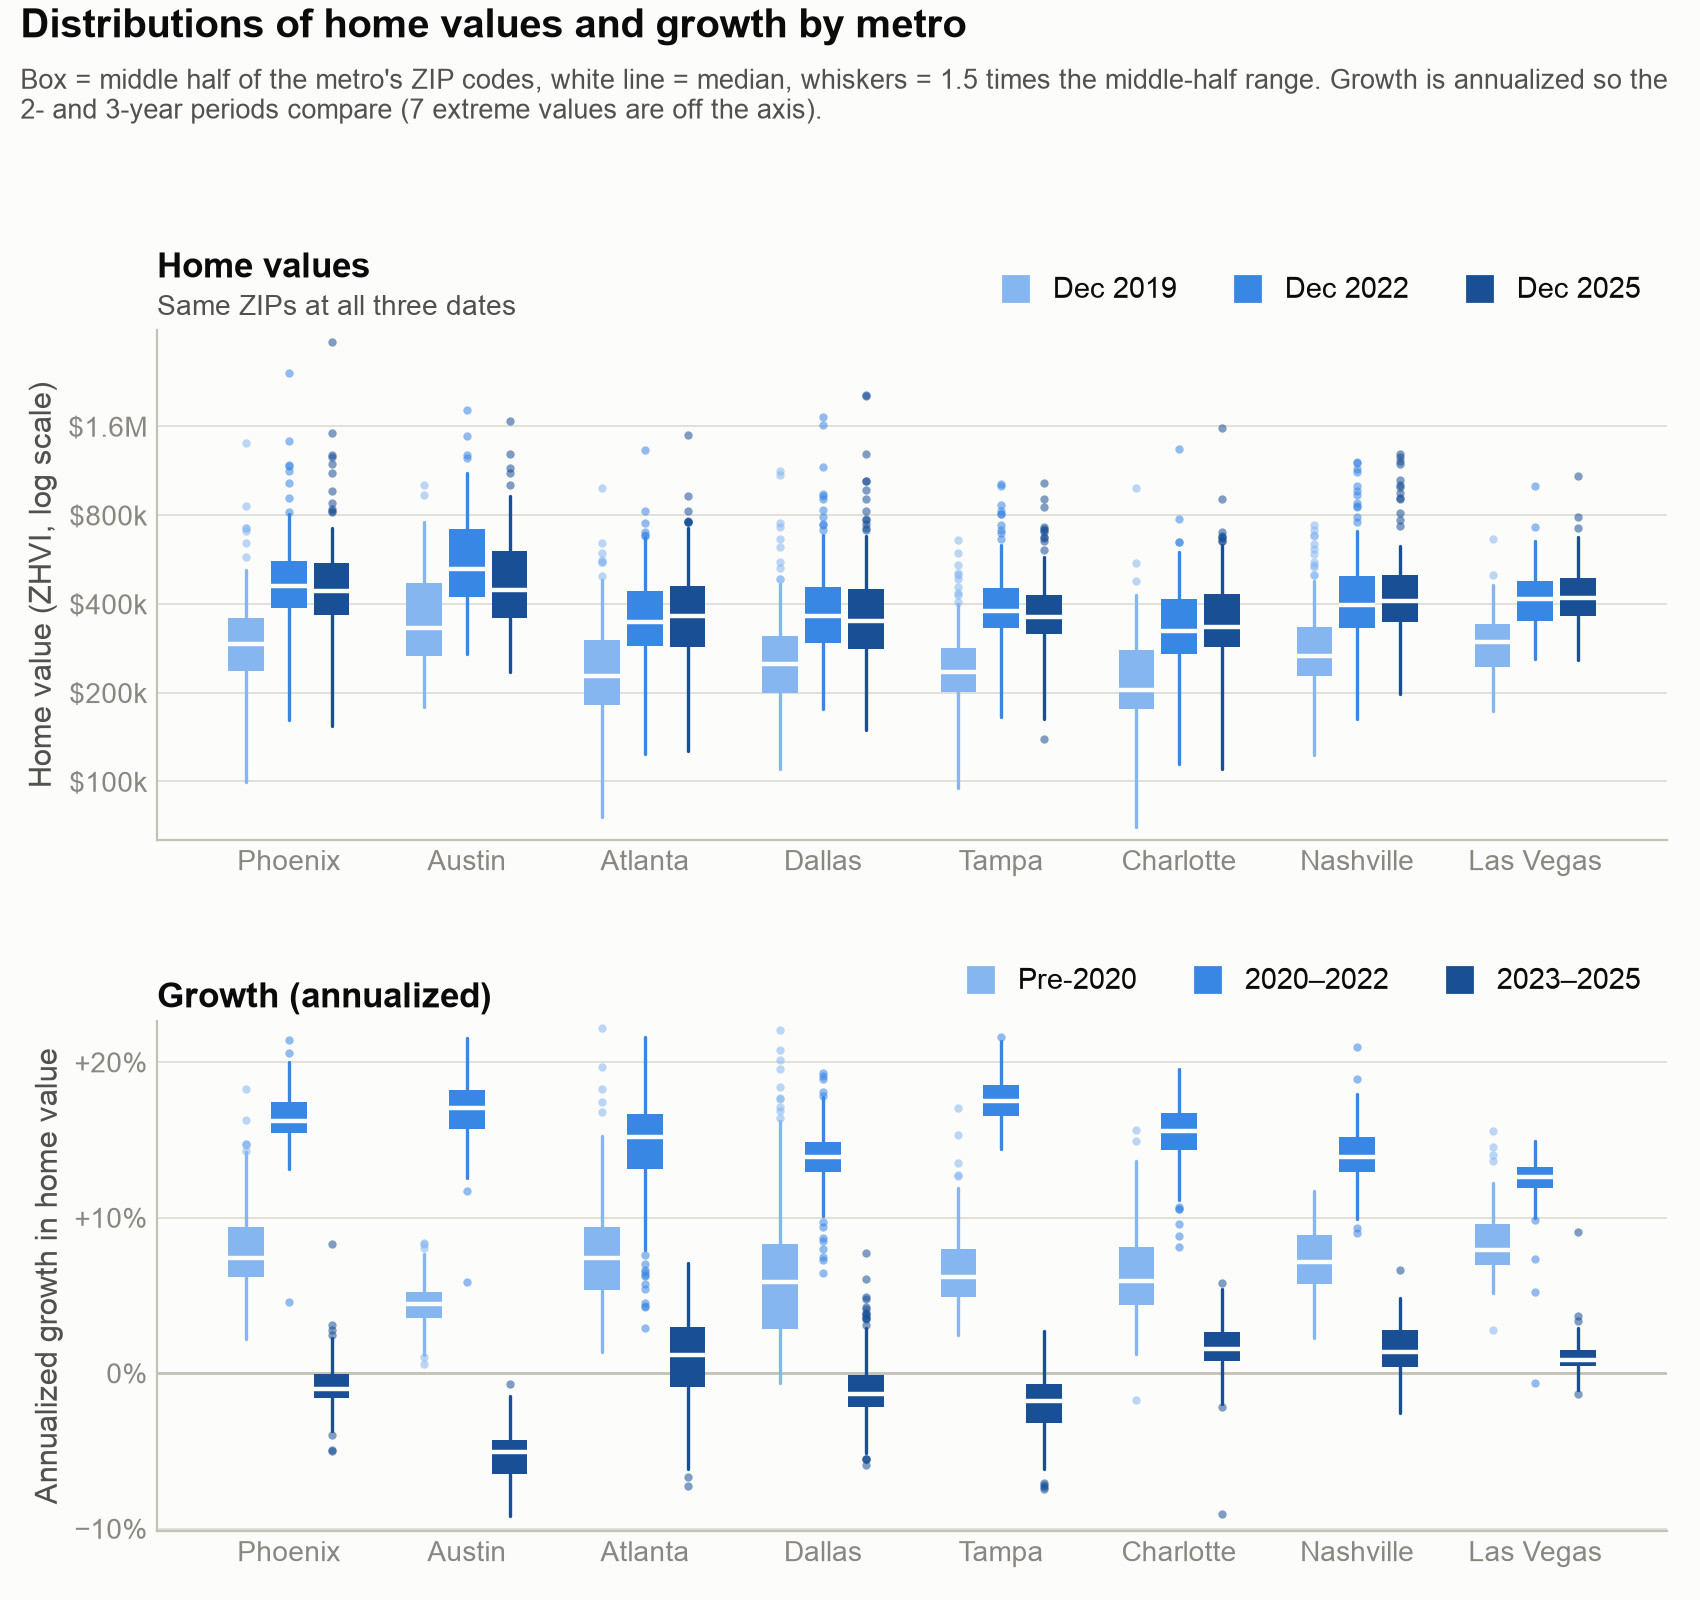 Distributions of home values and growth by metro
Box = middle half of the metro's ZIP codes, white line = median, whiskers = 1.5 times the middle-half range. Growth is annualized so the
2- and 3-year periods compare (7 extreme values are off the axis).
Home values
Same ZIPs at all three dates
Dec 2019 Dec 2022 Dec 2025
Home value (ZHVI, log scale)
$1.6M
$800k
$400k
$200k
$100k
Phoenix Austin Atlanta Dallas Tampa Charlotte Nashville Las Vegas
Growth (annualized)
Pre-2020 2020–2022 2023–2025
Annualized growth in home value
+20%
+10%
0%
−10%
Phoenix Austin Atlanta Dallas Tampa Charlotte Nashville Las Vegas